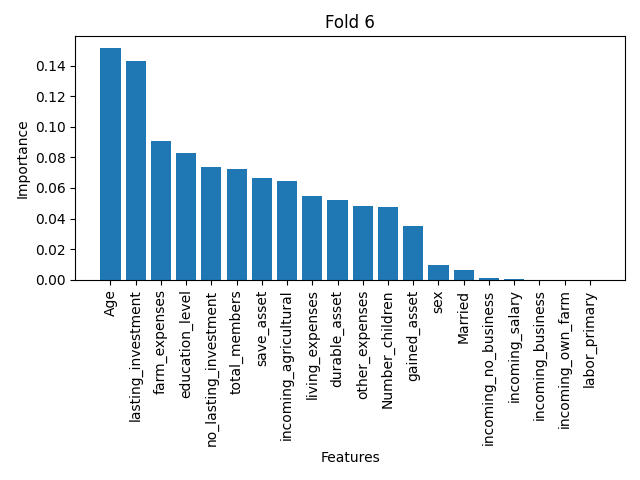 Fold 6
Importance
0.14
0.12
0.10
0.08
0.06
0.04
0.02
0.00
Age
lasting_investment
farm_expenses
education_level
no_lasting_investment
total_members
save_asset
incoming_agricultural
living_expenses
durable_asset
other_expenses
Number_children
gained_asset
sex
Married
incoming_no_business
incoming_salary
incoming_business
incoming_own_farm
labor_primary
Features